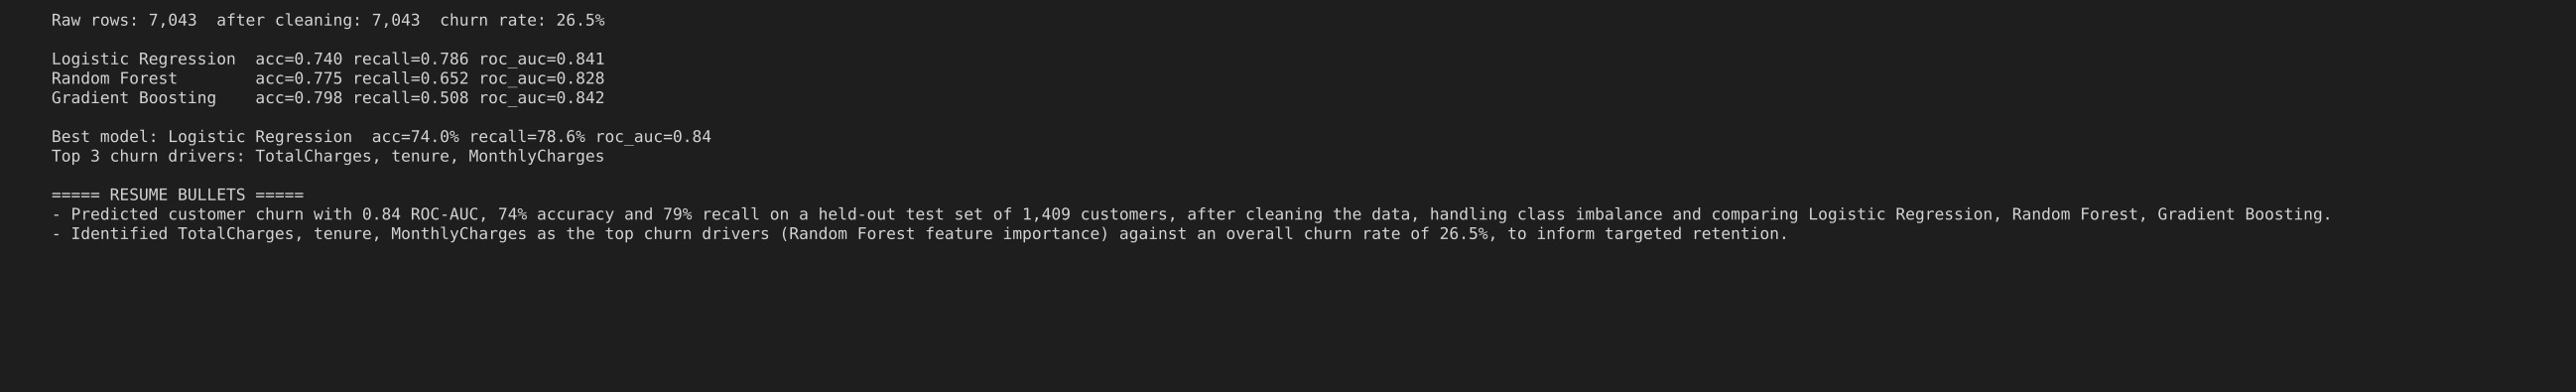 Raw rows: 7,043  after cleaning: 7,043  churn rate: 26.5%
Logistic Regression  acc=0.740 recall=0.786 roc_auc=0.841
Random Forest        acc=0.775 recall=0.652 roc_auc=0.828
Gradient Boosting    acc=0.798 recall=0.508 roc_auc=0.842
Best model: Logistic Regression  acc=74.0% recall=78.6% roc_auc=0.84
Top 3 churn drivers: TotalCharges, tenure, MonthlyCharges
===== RESUME BULLETS =====
- Predicted customer churn with 0.84 ROC-AUC, 74% accuracy and 79% recall on a held-out test set of 1,409 customers, after cleaning the data, handling class imbalance and comparing Logistic Regression, Random Forest, Gradient Boosting.
- Identified TotalCharges, tenure, MonthlyCharges as the top churn drivers (Random Forest feature importance) against an overall churn rate of 26.5%, to inform targeted retention.